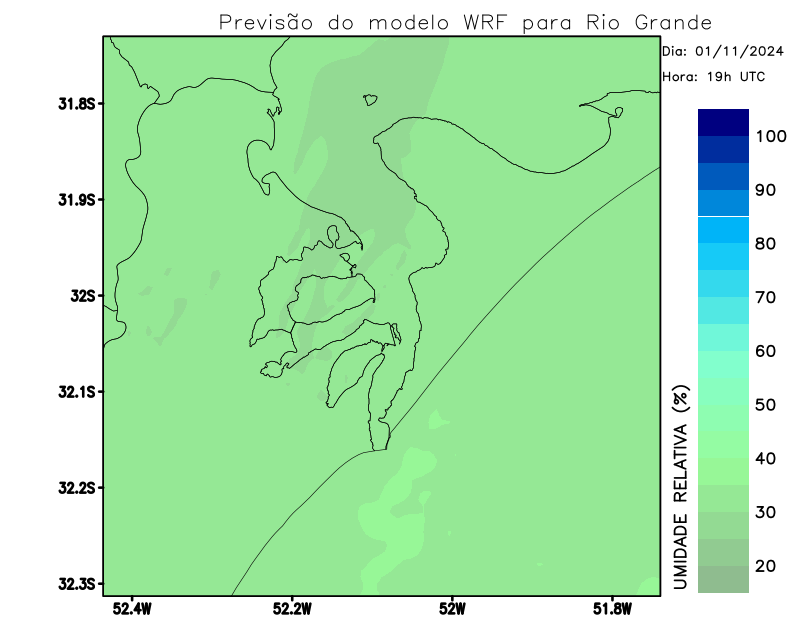 Previsão do modelo WRF para Rio Grande
Dia: 01/11/2024
Hora: 19h UTC
31.8S
31.9S
32S
32.1S
32.2S
32.3S
52.4W
52.2W
52W
51.8W
UMIDADE RELATIVA (%)
100
90
80
70
60
50
40
30
20